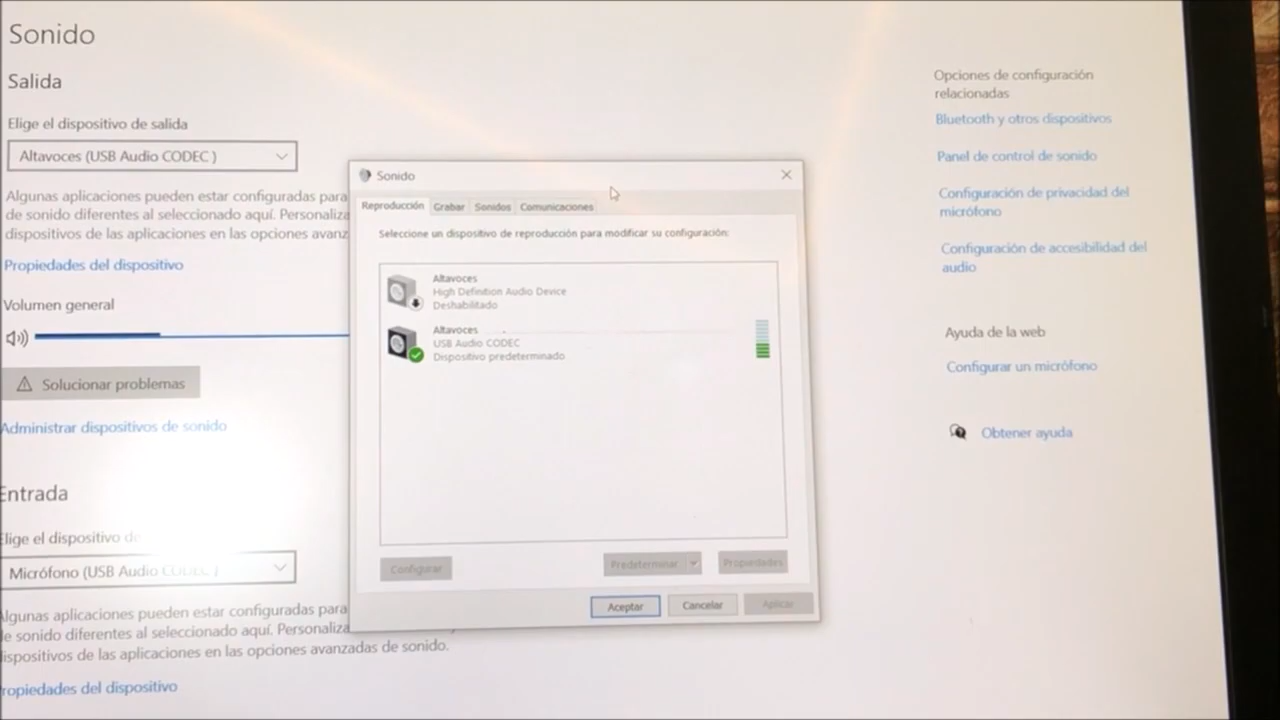 Sonido
Salida
Elige el dispositivo de salida
Altavoces (USB Audio CODEC )
Algunas aplicaciones pueden estar configuradas para
de sonido diferentes al seleccionado aquí. Personaliza
dispositivos de las aplicaciones en las opciones avanz
Propiedades del dispositivo
Volumen general
Solucionar problemas
Administrar dispositivos de sonido
Entrada
Elige el dispositivo de
Micrófono (USB Audio CODEC )
Algunas aplicaciones pueden estar configuradas para
de sonido diferentes al seleccionado aquí. Personaliza
dispositivos de las aplicaciones en las opciones avanzadas de sonido.
ropiedades del dispositivo
Sonido
Reproducción Grabar Sonidos Comunicaciones
Seleccione un dispositivo de reproducción para modificar su configuración:
Altavoces
High Definition Audio Device
Deshabilitado
Altavoces
USB Audio CODEC
Dispositivo predeterminado
Configurar Predeterminar Propiedades
Aceptar Cancelar Aplicar
Opciones de configuración
relacionadas
Bluetooth y otros dispositivos
Panel de control de sonido
Configuración de privacidad del
micrófono
Configuración de accesibilidad del
audio
Ayuda de la web
Configurar un micrófono
Obtener ayuda